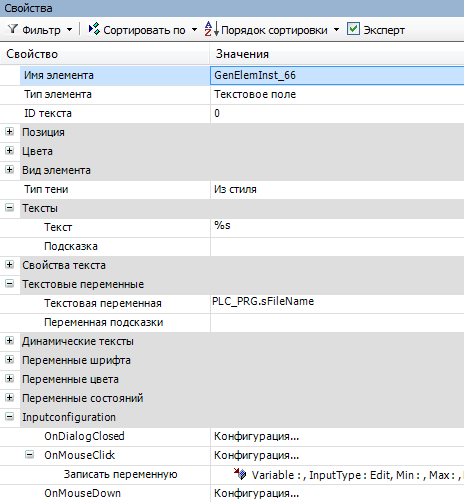 Свойства
Фильтр Сортировать по Порядок сортировки Эксперт
Свойство Значения
Имя элемента GenElemInst_66
Тип элемента Текстовое поле
ID текста 0
Позиция
Цвета
Вид элемента
Тип тени Из стиля
Тексты
Текст %s
Подсказка
Свойства текста
Текстовые переменные
Текстовая переменная PLC_PRG.sFileName
Переменная подсказки
Динамические тексты
Переменные шрифта
Переменные цвета
Переменные состояний
Inputconfiguration
OnDialogClosed Конфигурация...
OnMouseClick Конфигурация...
Записать переменную Variable : , InputType : Edit, Min : , Max : ,
OnMouseDown Конфигурация...